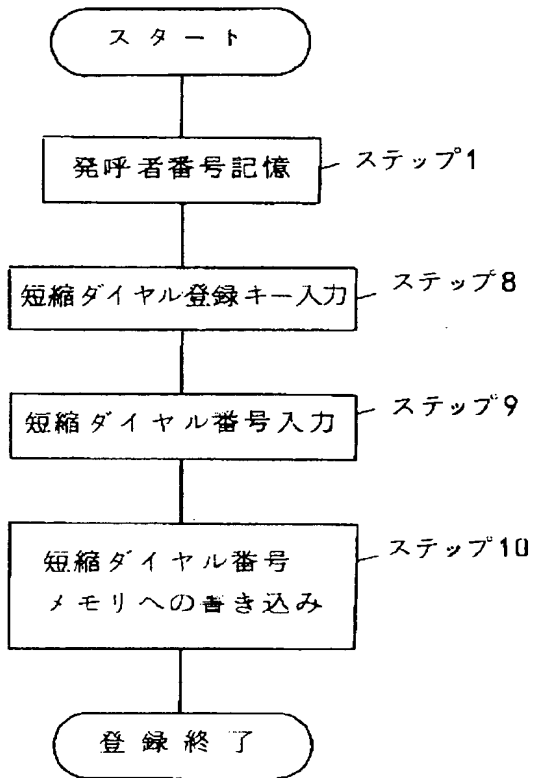 スタート
発呼者番号記憶
ステップ1
短縮ダイヤル登録キー入力
ステップ8
短縮ダイヤル番号入力
ステップ9
短縮ダイヤル番号
メモリへの書き込み
ステップ10
登録終了